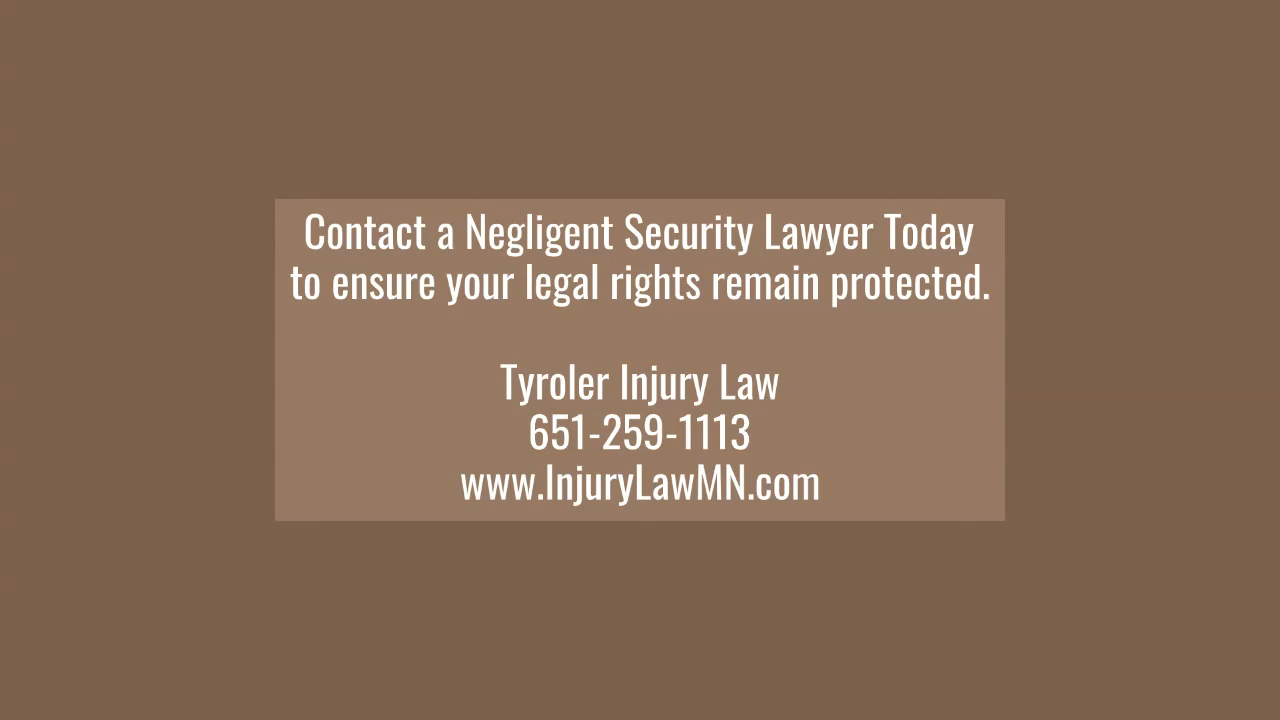 Contact a Negligent Security Lawyer Today
to ensure your legal rights remain protected.
Tyroler Injury Law
651-259-1113
www.InjuryLawMN.com